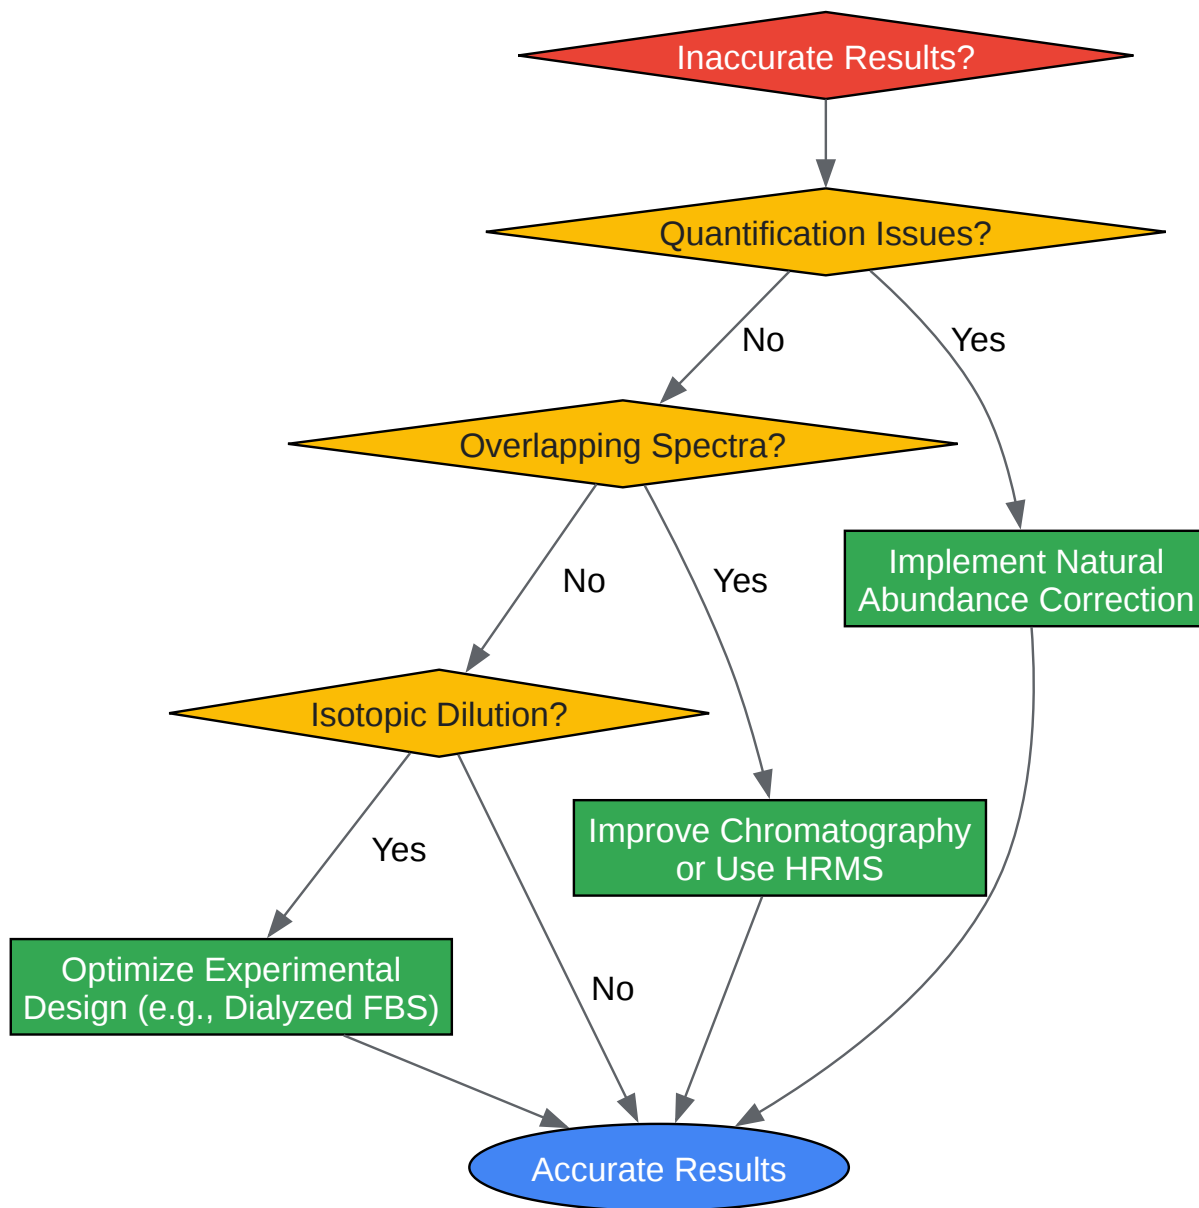 Inaccurate Results?
Quantification Issues?
No
Yes
Overlapping Spectra?
No
Yes
Implement Natural
Abundance Correction
Isotopic Dilution?
Yes
Improve Chromatography
or Use HRMS
Optimize Experimental
Design (e.g., Dialyzed FBS)
No
Accurate Results